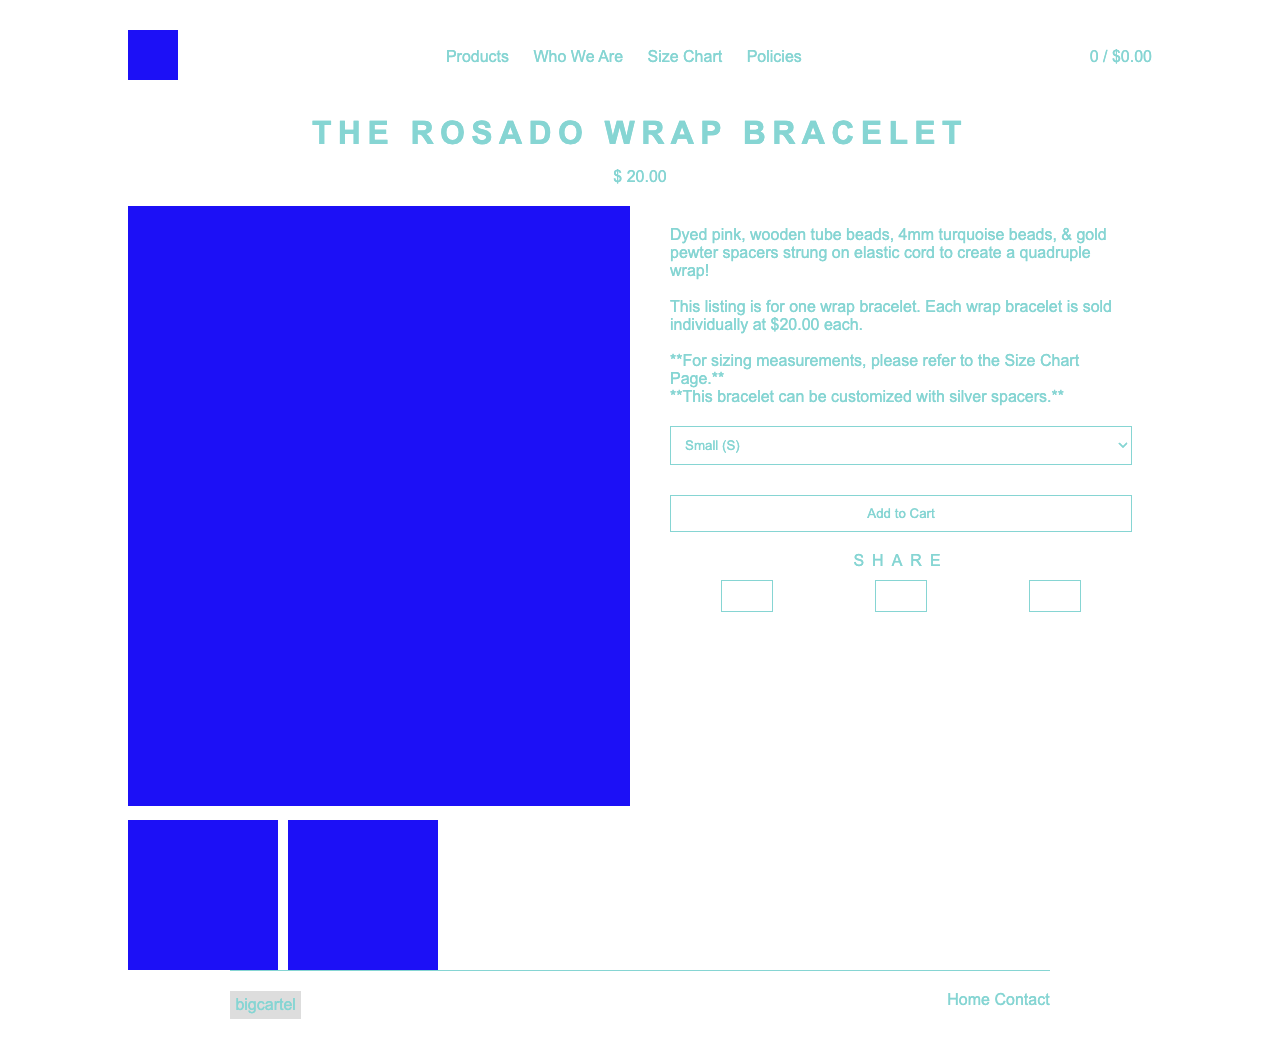 Products Who We Are Size Chart Policies 0 / $0.00
THE ROSADO WRAP BRACELET
$ 20.00
Dyed pink, wooden tube beads, 4mm turquoise beads, & gold
pewter spacers strung on elastic cord to create a quadruple
wrap!
This listing is for one wrap bracelet. Each wrap bracelet is sold
individually at $20.00 each.
**For sizing measurements, please refer to the Size Chart
Page.**
**This bracelet can be customized with silver spacers.**
Small (S)
Add to Cart
SHARE
bigcartel Home Contact